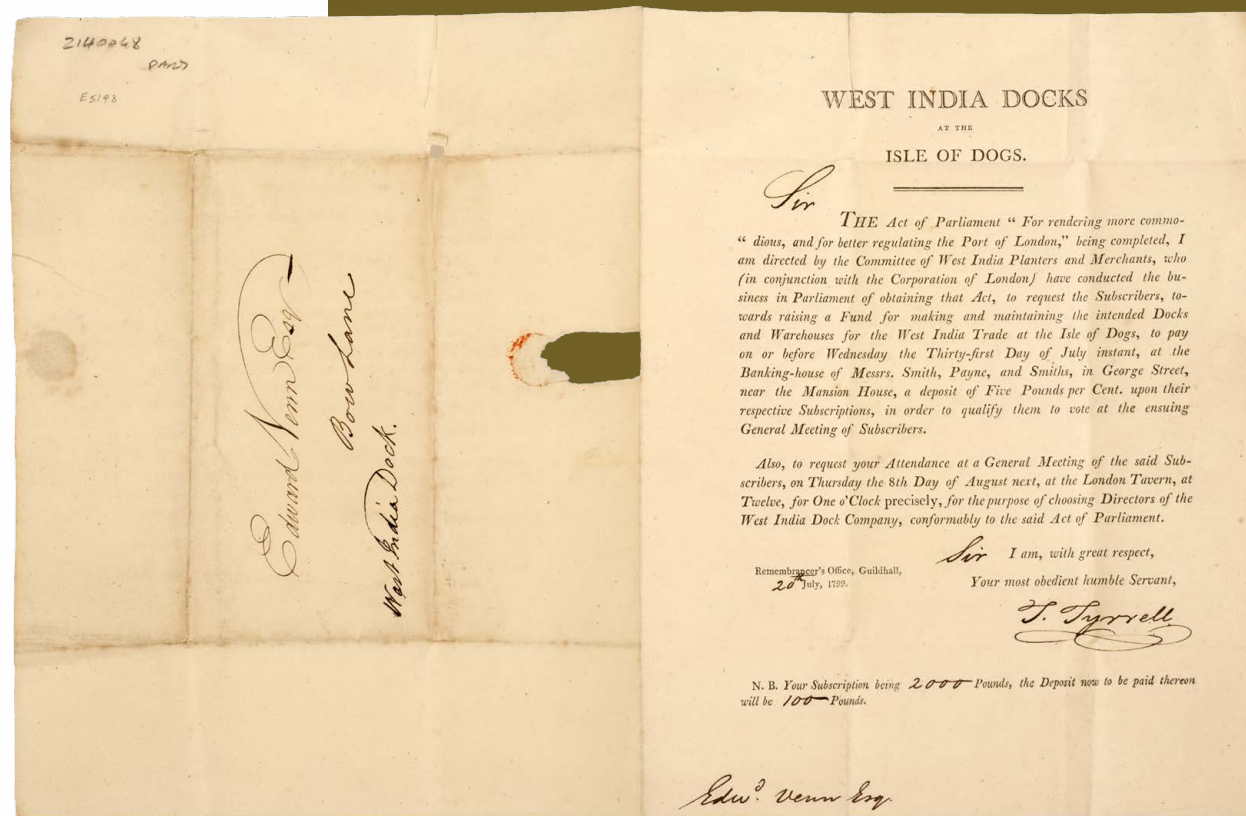 2140048
E5193
Edward Venn Esqr
Bow Lane
West India Dock.
WEST INDIA DOCKS
AT THE
ISLE OF DOGS.
Sir
THE Act of Parliament “ For rendering more commo-
“ dious, and for better regulating the Port of London,” being completed, I
am directed by the Committee of West India Planters and Merchants, who
(in conjunction with the Corporation of London) have conducted the bu-
siness in Parliament of obtaining that Act, to request the Subscribers, to-
wards raising a Fund for making and maintaining the intended Docks
and Warehouses for the West India Trade at the Isle of Dogs, to pay
on or before Wednesday the Thirty-first Day of July instant, at the
Banking-house of Messrs. Smith, Payne, and Smiths, in George Street,
near the Mansion House, a deposit of Five Pounds per Cent. upon their
respective Subscriptions, in order to qualify them to vote at the ensuing
General Meeting of Subscribers.
Also, to request your Attendance at a General Meeting of the said Sub-
scribers, on Thursday the 8th Day of August next, at the London Tavern, at
Twelve, for One o'Clock precisely, for the purpose of choosing Directors of the
West India Dock Company, conformably to the said Act of Parliament.
Sir I am, with great respect,
Remembrancer's Office, Guildhall,
20th July, 1799.
Your most obedient humble Servant,
T. Tyrrell
N. B. Your Subscription being 2000 Pounds, the Deposit now to be paid thereon
will be 100 Pounds.
Edwd. Venn Esq.